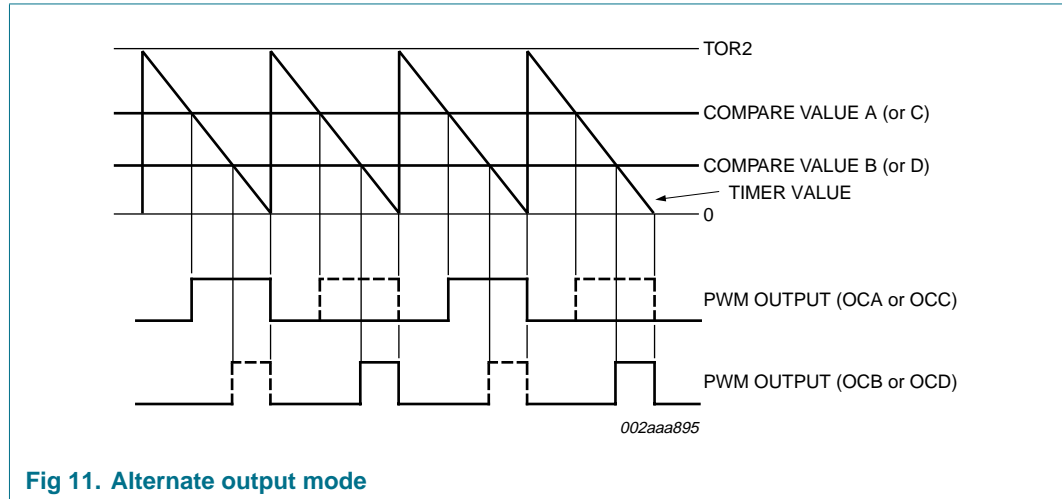 TOR2
COMPARE VALUE A (or C)
COMPARE VALUE B (or D)
TIMER VALUE
0
PWM OUTPUT (OCA or OCC)
PWM OUTPUT (OCB or OCD)
002aaa895
Fig 11. Alternate output mode